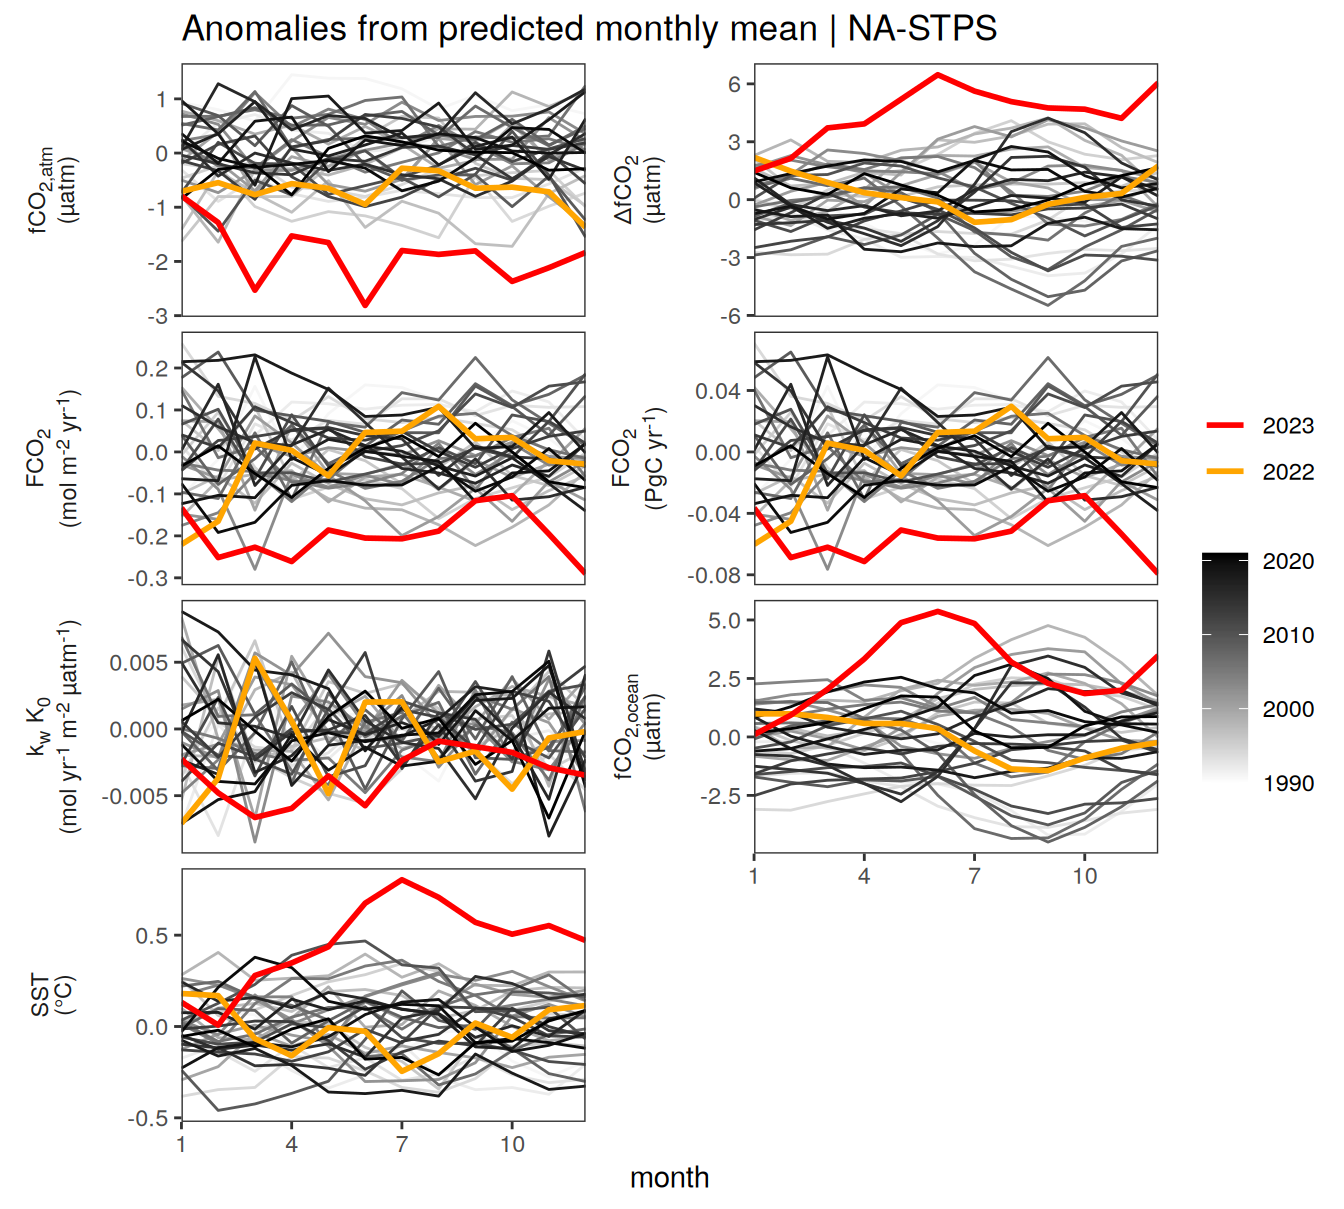 Anomalies from predicted monthly mean | NA-STPS
fCO2,atm
(µatm)
1
0
-1
-2
-3
ΔfCO2
(µatm)
6
3
0
-3
-6
FCO2
(mol m-2 yr-1)
0.2
0.1
0.0
-0.1
-0.2
-0.3
FCO2
(PgC yr-1)
0.04
0.00
-0.04
-0.08
kw K0
(mol yr-1 m-2 µatm-1)
0.005
0.000
-0.005
fCO2,ocean
(µatm)
5.0
2.5
0.0
-2.5
1 4 7 10
SST
(°C)
0.5
0.0
-0.5
1 4 7 10
month
2023
2022
2020
2010
2000
1990